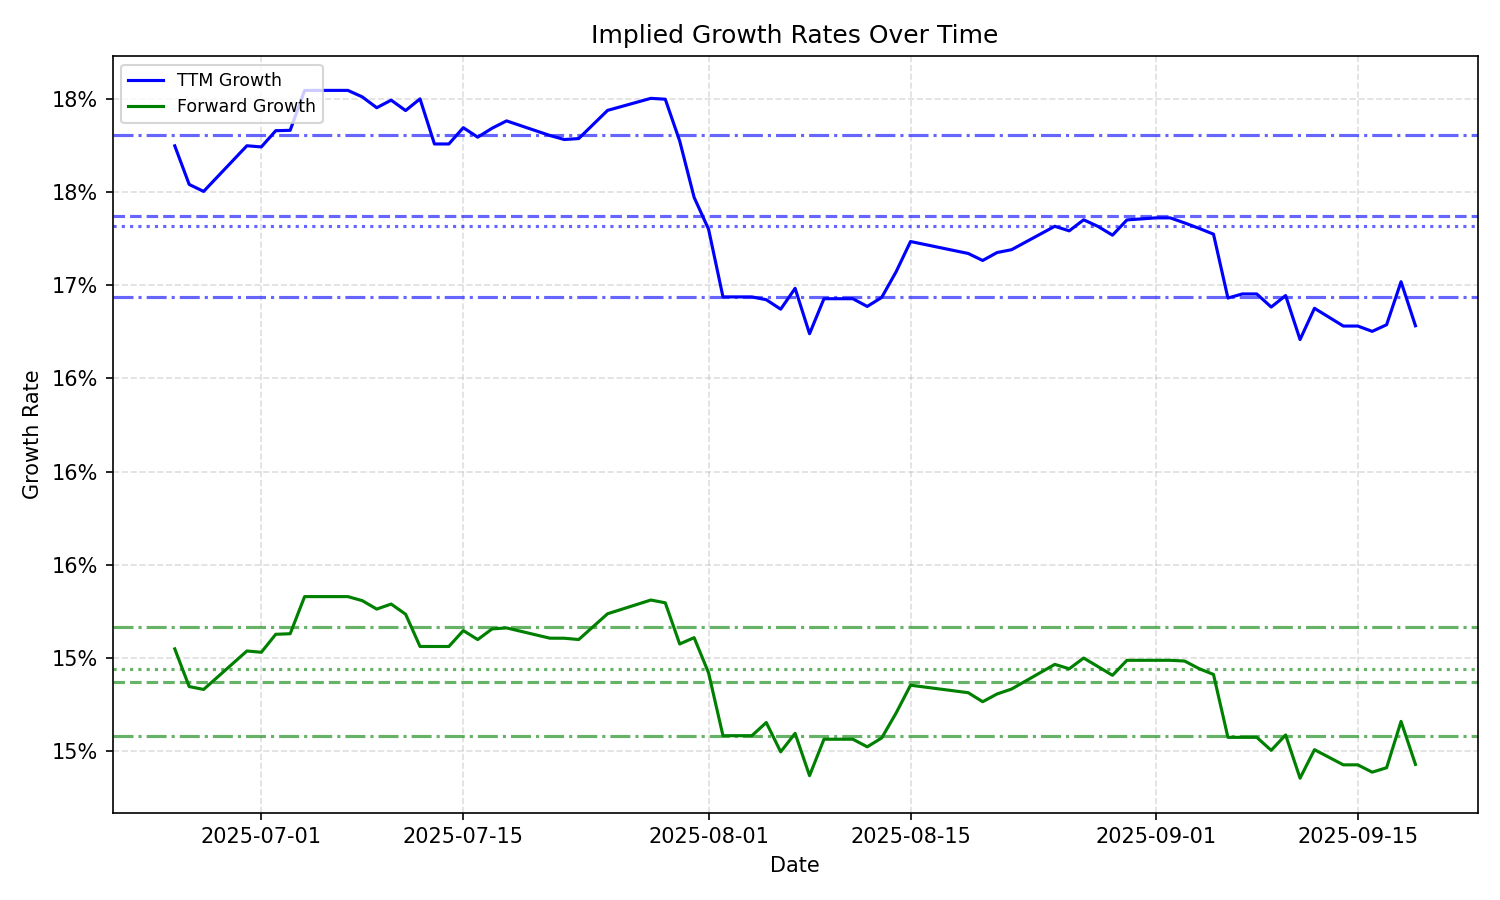 Implied Growth Rates Over Time
TTM Growth
Forward Growth
18%
18%
17%
16%
16%
16%
15%
15%
Growth Rate
2025-07-01
2025-07-15
2025-08-01
2025-08-15
2025-09-01
2025-09-15
Date